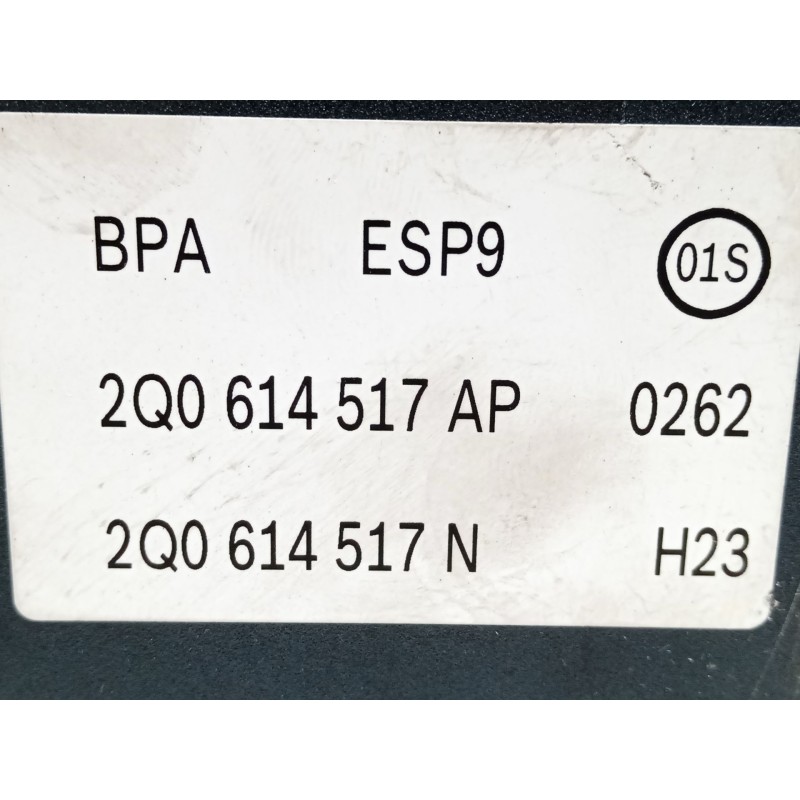 BPA ESP9 01S
2Q0 614 517 AP 0262
2Q0 614 517 N H23